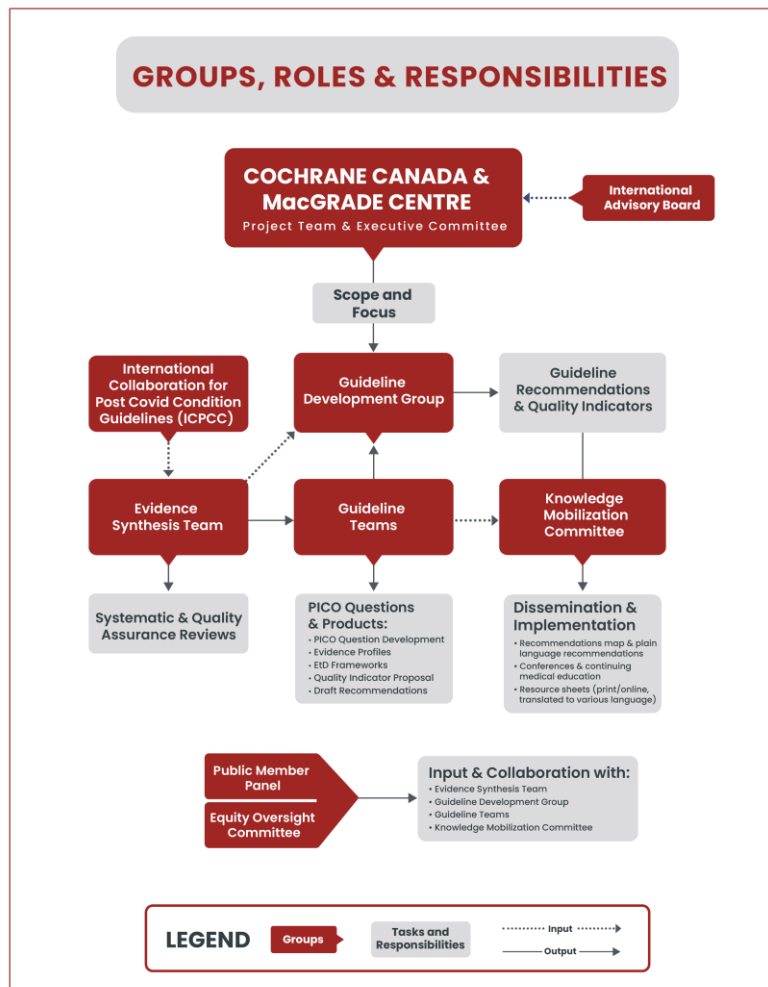 GROUPS, ROLES & RESPONSIBILITIES
COCHRANE CANADA &
MacGRADE CENTRE
Project Team & Executive Committee
International
Advisory Board
Scope and
Focus
International
Collaboration for
Post Covid Condition
Guidelines (ICPCC)
Guideline
Development Group
Guideline
Recommendations
& Quality Indicators
Evidence
Synthesis Team
Guideline
Teams
Knowledge
Mobilization
Committee
Systematic & Quality
Assurance Reviews
PICO Questions
& Products:
• PICO Question Development
• Evidence Profiles
• EtD Frameworks
• Quality Indicator Proposal
• Draft Recommendations
Dissemination &
Implementation
• Recommendations map & plain
language recommendations
• Conferences & continuing
medical education
• Resource sheets (print/online,
translated to various language)
Public Member
Panel
Equity Oversight
Committee
Input & Collaboration with:
• Evidence Synthesis Team
• Guideline Development Group
• Guideline Teams
• Knowledge Mobilization Committee
LEGEND
Groups
Tasks and
Responsibilities
Input
Output